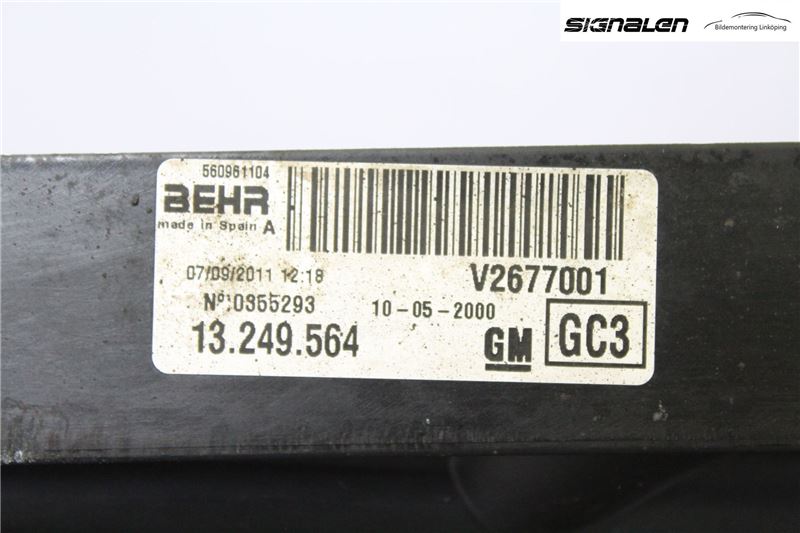 SIGNALEN
Bildemontering Linköping
560961104
BEHR
made in Spain A
07/09/2011 12:18
V2677001
Nº:0355293
10-05-2000
13.249.564
GM
GC3